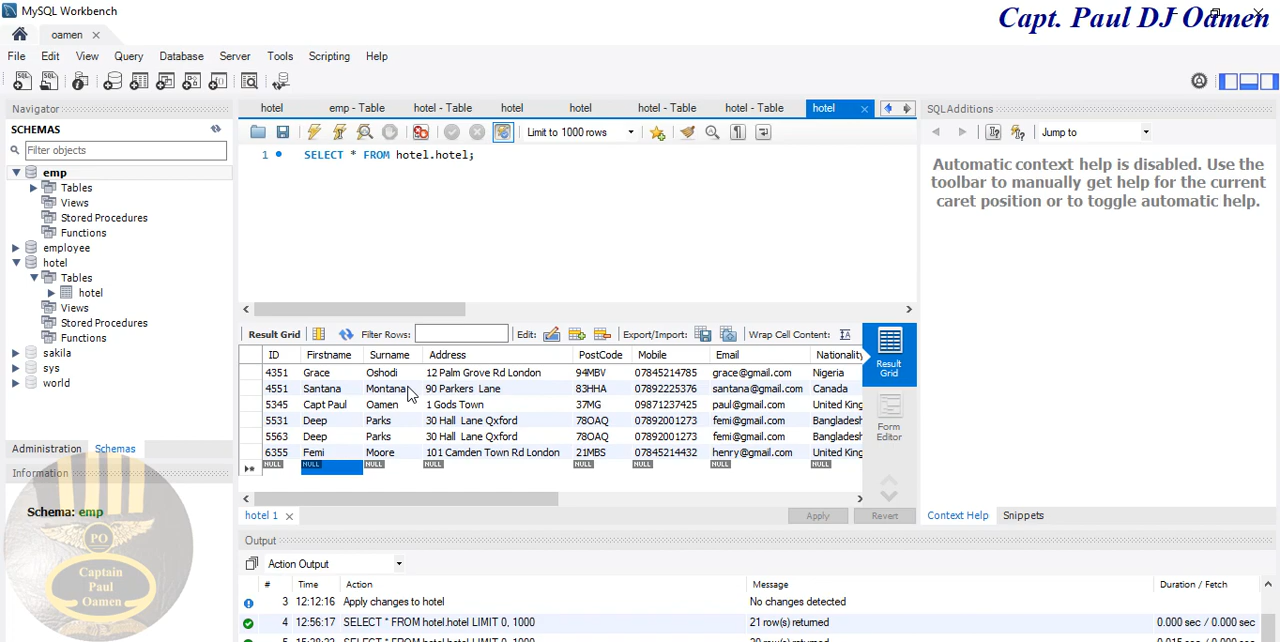 MySQL Workbench
Capt. Paul DJ Oamen
oamen
File Edit View Query Database Server Tools Scripting Help
Navigator
SCHEMAS
Filter objects
emp
Tables
Views
Stored Procedures
Functions
employee
hotel
Tables
hotel
Views
Stored Procedures
Functions
sakila
sys
world
Administration Schemas
Information
Schema: emp
PO
Captain
Paul
Oamen
hotel emp - Table hotel - Table hotel hotel hotel - Table hotel - Table hotel
Limit to 1000 rows
1 SELECT * FROM hotel.hotel;
Result Grid Filter Rows: Edit: Export/Import: Wrap Cell Content:
ID Firstname Surname Address PostCode Mobile Email Nationality
4351 Grace Oshodi 12 Palm Grove Rd London 94MBV 07845214785 grace@gmail.com Nigeria
4551 Santana Montana 90 Parkers Lane 83HHA 07892225376 santana@gmail.com Canada
5345 Capt Paul Oamen 1 Gods Town 37MG 09871237425 paul@gmail.com United King
5531 Deep Parks 30 Hall Lane Qxford 78OAQ 07892001273 femi@gmail.com Bangladesh
5563 Deep Parks 30 Hall Lane Qxford 78OAQ 07892001273 femi@gmail.com Bangladesh
6355 Femi Moore 101 Camden Town Rd London 21MBS 07845214432 henry@gmail.com United King
NULL NULL NULL NULL NULL NULL NULL NULL
Result
Grid
Form
Editor
hotel 1 Apply Revert
SQLAdditions
Jump to
Automatic context help is disabled. Use the
toolbar to manually get help for the current
caret position or to toggle automatic help.
Context Help Snippets
Output
Action Output
# Time Action Message Duration / Fetch
3 12:12:16 Apply changes to hotel No changes detected
4 12:56:17 SELECT * FROM hotel.hotel LIMIT 0, 1000 21 row(s) returned 0.000 sec / 0.000 sec